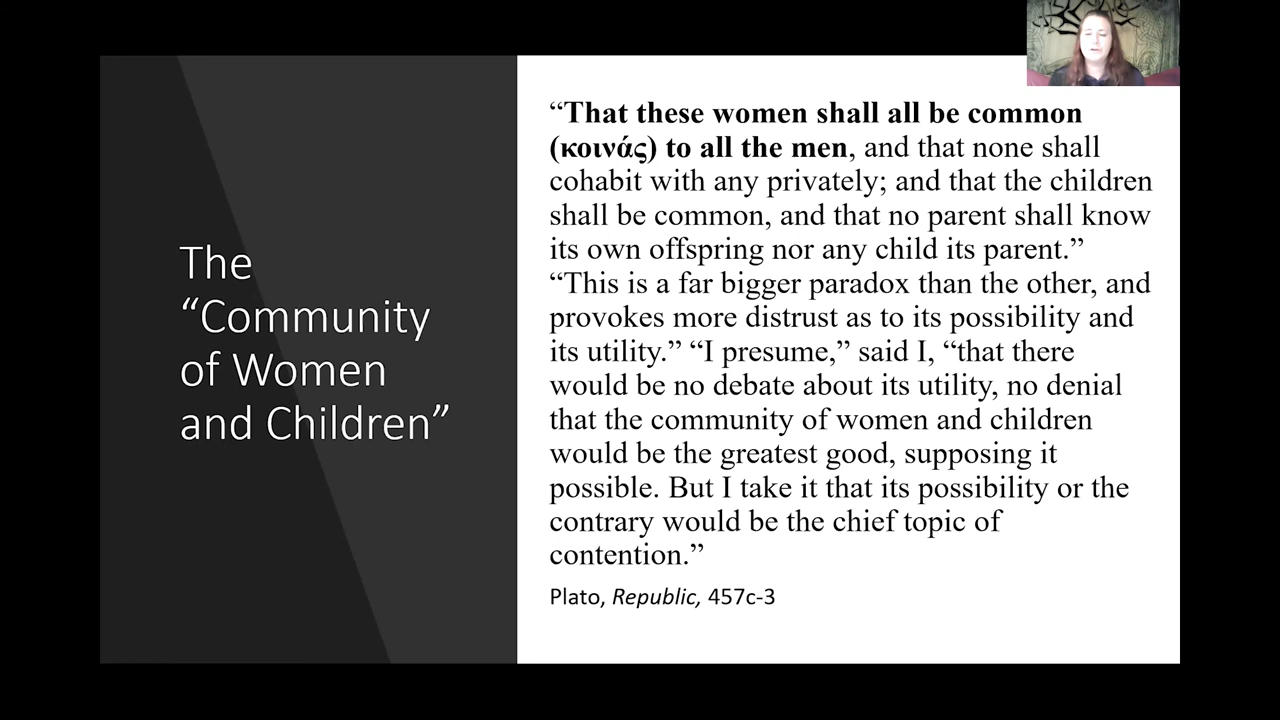 The
“Community
of Women
and Children”
“That these women shall all be common
(κοινάς) to all the men, and that none shall
cohabit with any privately; and that the children
shall be common, and that no parent shall know
its own offspring nor any child its parent.”
“This is a far bigger paradox than the other, and
provokes more distrust as to its possibility and
its utility.” “I presume,” said I, “that there
would be no debate about its utility, no denial
that the community of women and children
would be the greatest good, supposing it
possible. But I take it that its possibility or the
contrary would be the chief topic of
contention.”
Plato, Republic, 457c-3